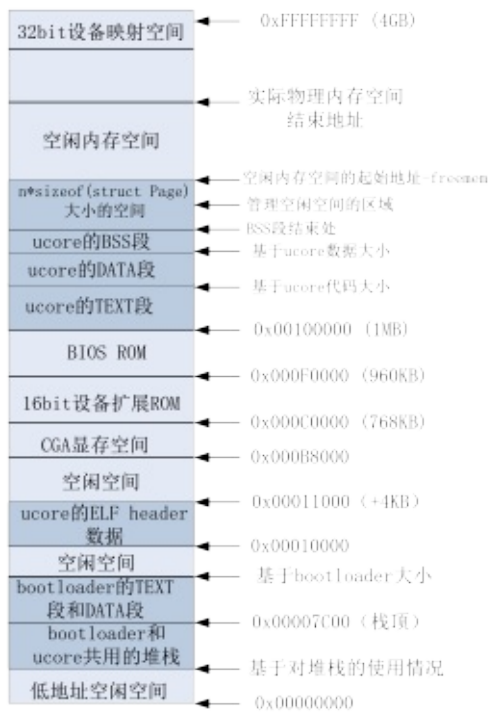 32bit设备映射空间
0xFFFFFFFF (4GB)
实际物理内存空间
结束地址
空闲内存空间
空闲内存空间的起始地址-freemem
n*sizeof(struct Page)
大小的空间
管理空闲空间的区域
BSS段结束处
ucore的BSS段
基于ucore数据大小
ucore的DATA段
基于ucore代码大小
ucore的TEXT段
0x00100000 (1MB)
BIOS ROM
0x000F0000 (960KB)
16bit设备扩展ROM
0x000C0000 (768KB)
CGA显存空间
0x000B8000
空闲空间
0x00011000 (+4KB)
ucore的ELF header
数据
0x00010000
空闲空间
基于bootloader大小
bootloader的TEXT
段和DATA段
0x00007C00 (栈顶)
bootloader和
ucore共用的堆栈
基于对堆栈的使用情况
低地址空闲空间
0x00000000